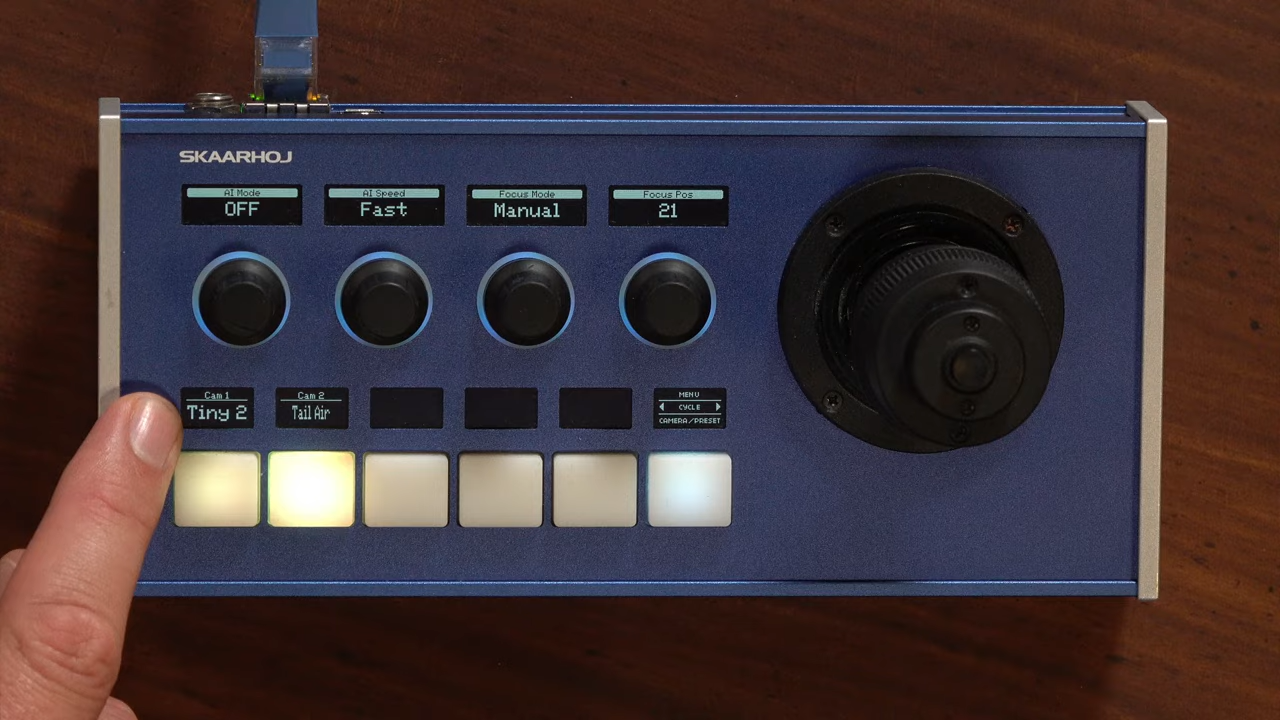 SKAARHOJ
AI Mode
OFF
AI Speed
Fast
Focus Mode
Manual
Focus Pos
21
Cam 1
Tiny 2
Cam 2
Tail Air
MENU
CYCLE
CAMERA/PRESET